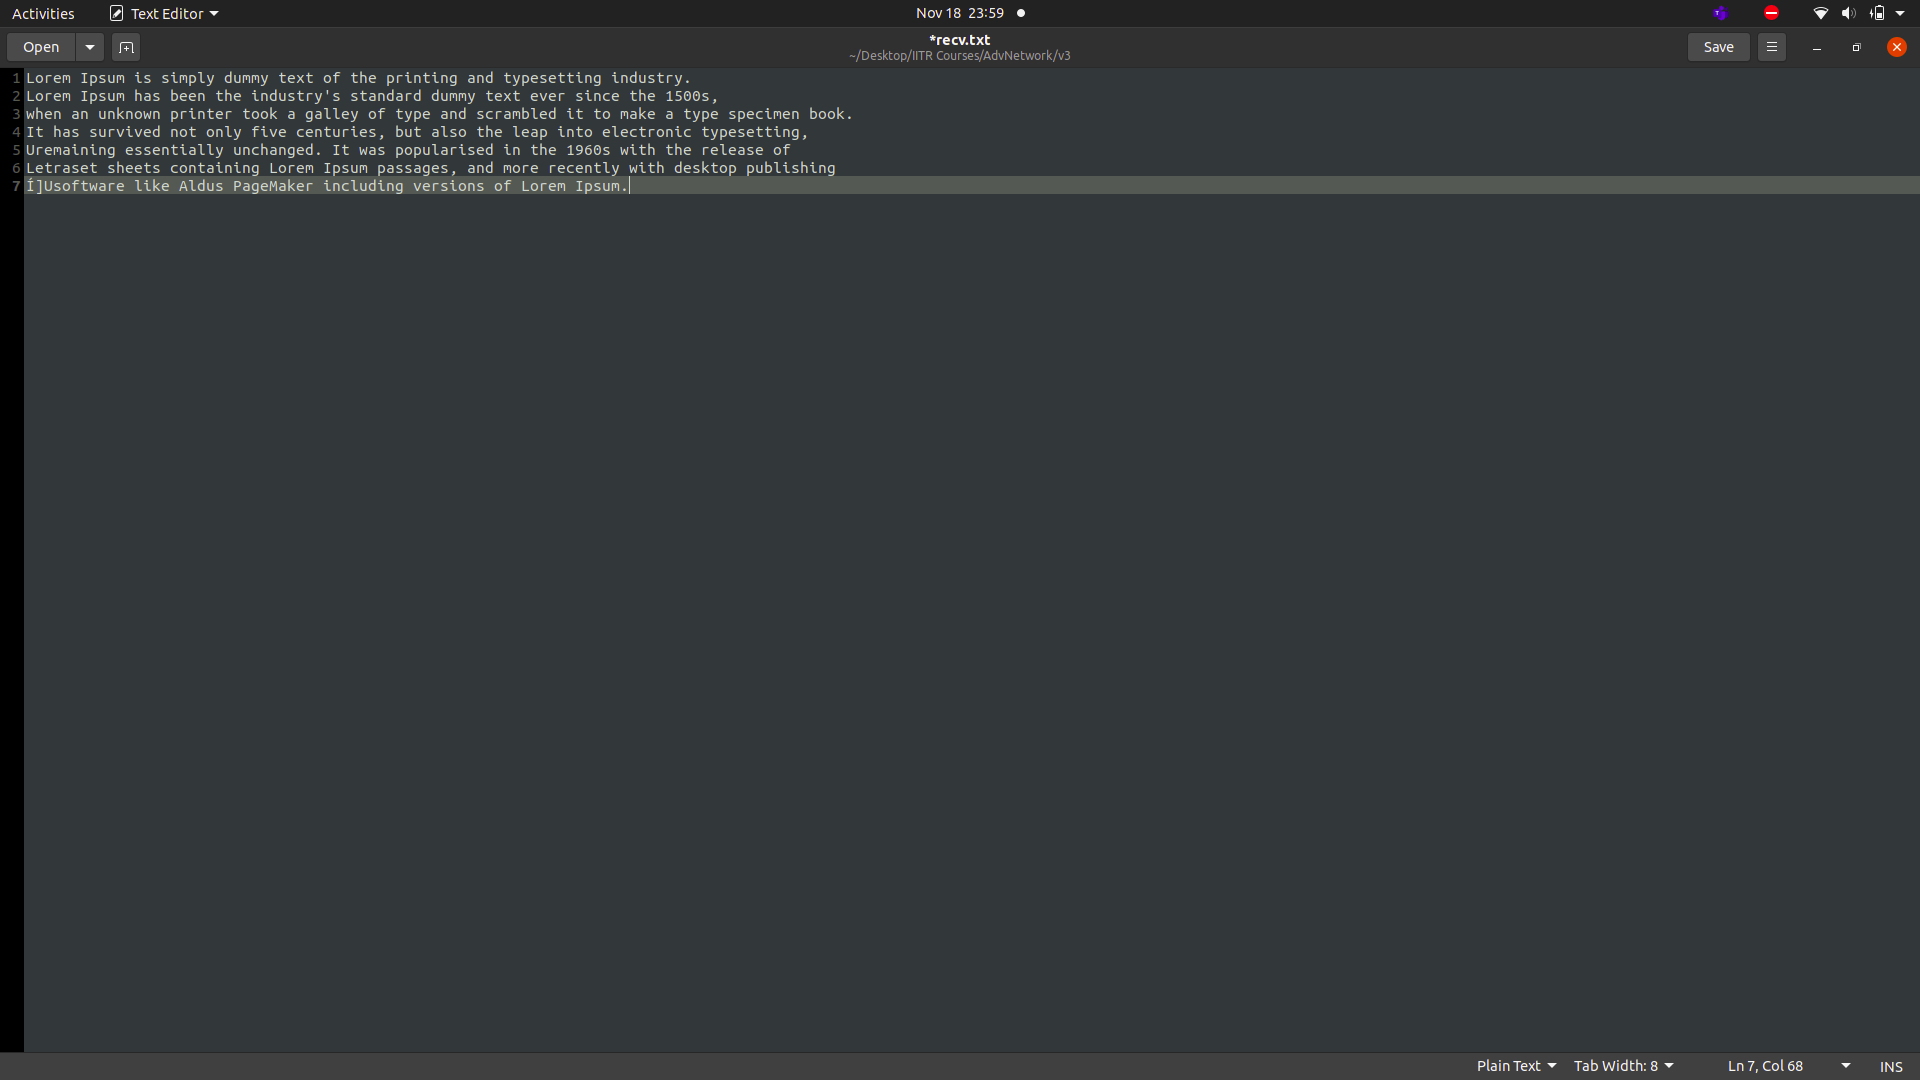 Activities Text Editor Nov 18 23:59
Open *recv.txt Save
~/Desktop/IITR Courses/AdvNetwork/v3
1 Lorem Ipsum is simply dummy text of the printing and typesetting industry.
2 Lorem Ipsum has been the industry's standard dummy text ever since the 1500s,
3 when an unknown printer took a galley of type and scrambled it to make a type specimen book.
4 It has survived not only five centuries, but also the leap into electronic typesetting,
5 Uremaining essentially unchanged. It was popularised in the 1960s with the release of
6 Letraset sheets containing Lorem Ipsum passages, and more recently with desktop publishing
7 Í]Usoftware like Aldus PageMaker including versions of Lorem Ipsum.
Plain Text Tab Width: 8 Ln 7, Col 68 INS